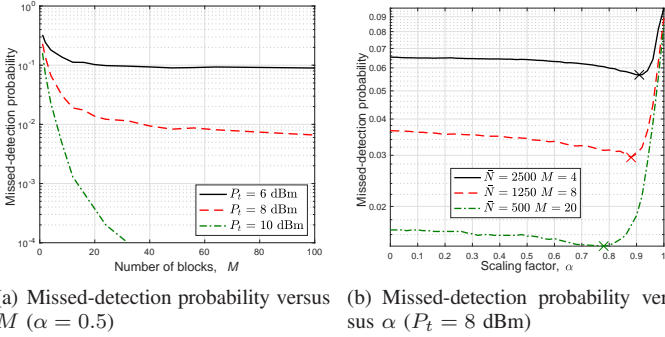 10^0
10^{-1}
10^{-2}
10^{-3}
10^{-4}
Missed-detection probability
P_t = 6 dBm
P_t = 8 dBm
P_t = 10 dBm
0 20 40 60 80 100
Number of blocks, M
0.09
0.08
0.07
0.06
0.05
0.04
0.03
0.02
Missed-detection probability
N̄ = 2500 M = 4
N̄ = 1250 M = 8
N̄ = 500 M = 20
0 0.1 0.2 0.3 0.4 0.5 0.6 0.7 0.8 0.9 1
Scaling factor, α
a) Missed-detection probability versus
M (α = 0.5)
(b) Missed-detection probability ver-
sus α (P_t = 8 dBm)